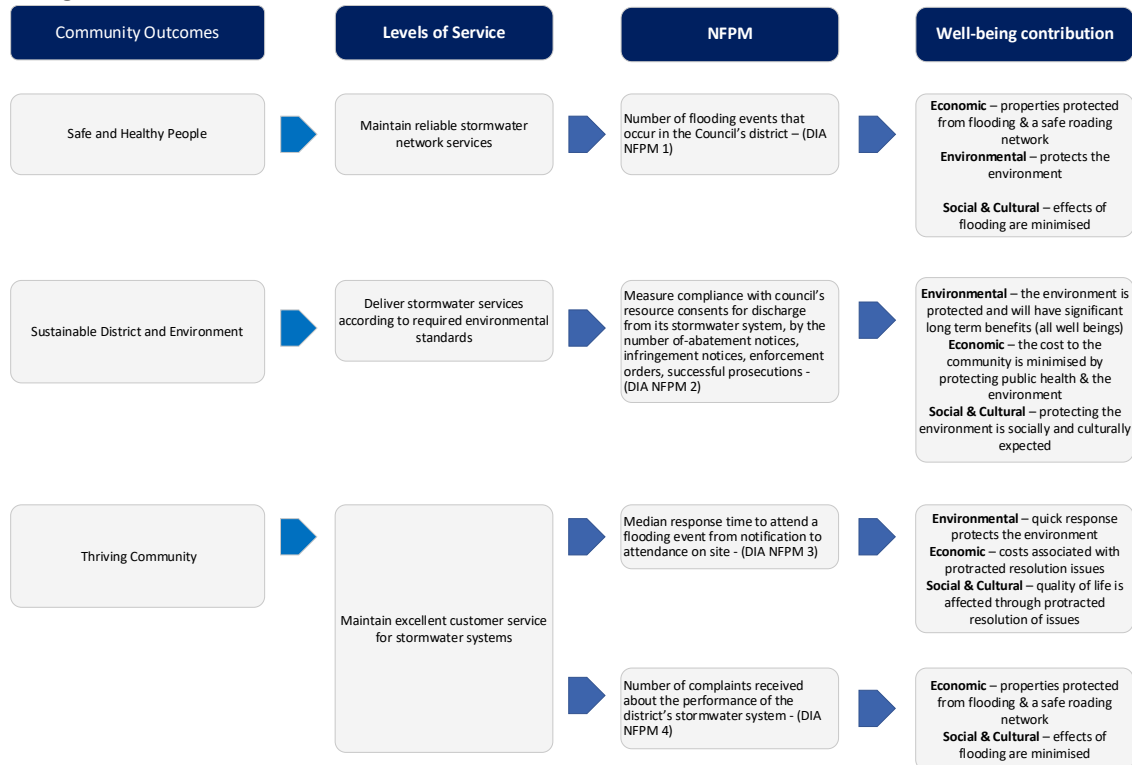 Community Outcomes
Levels of Service
NFPM
Well-being contribution
Safe and Healthy People
Maintain reliable stormwater
network services
Number of flooding events that
occur in the Council’s district – (DIA
NFPM 1)
Economic – properties protected
from flooding & a safe roading
network
Environmental – protects the
environment
Social & Cultural – effects of
flooding are minimised
Sustainable District and Environment
Deliver stormwater services
according to required environmental
standards
Measure compliance with council’s
resource consents for discharge
from its stormwater system, by the
number of-abatement notices,
infringement notices, enforcement
orders, successful prosecutions -
(DIA NFPM 2)
Environmental – the environment is
protected and will have significant
long term benefits (all well beings)
Economic – the cost to the
community is minimised by
protecting public health & the
environment
Social & Cultural – protecting the
environment is socially and culturally
expected
Thriving Community
Maintain excellent customer service
for stormwater systems
Median response time to attend a
flooding event from notification to
attendance on site - (DIA NFPM 3)
Environmental – quick response
protects the environment
Economic – costs associated with
protracted resolution issues
Social & Cultural – quality of life is
affected through protracted
resolution of issues
Number of complaints received
about the performance of the
district’s stormwater system - (DIA
NFPM 4)
Economic – properties protected
from flooding & a safe roading
network
Social & Cultural – effects of
flooding are minimised